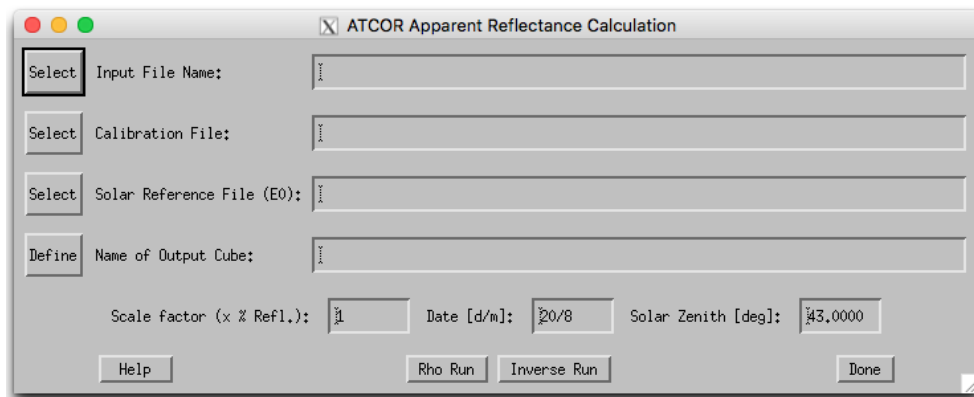 X ATCOR Apparent Reflectance Calculation
Select Input File Name:
Select Calibration File:
Select Solar Reference File (E0):
Define Name of Output Cube:
Scale factor (x % Refl.): 1 Date [d/m]: 20/8 Solar Zenith [deg]: 43.0000
Help Rho Run Inverse Run Done